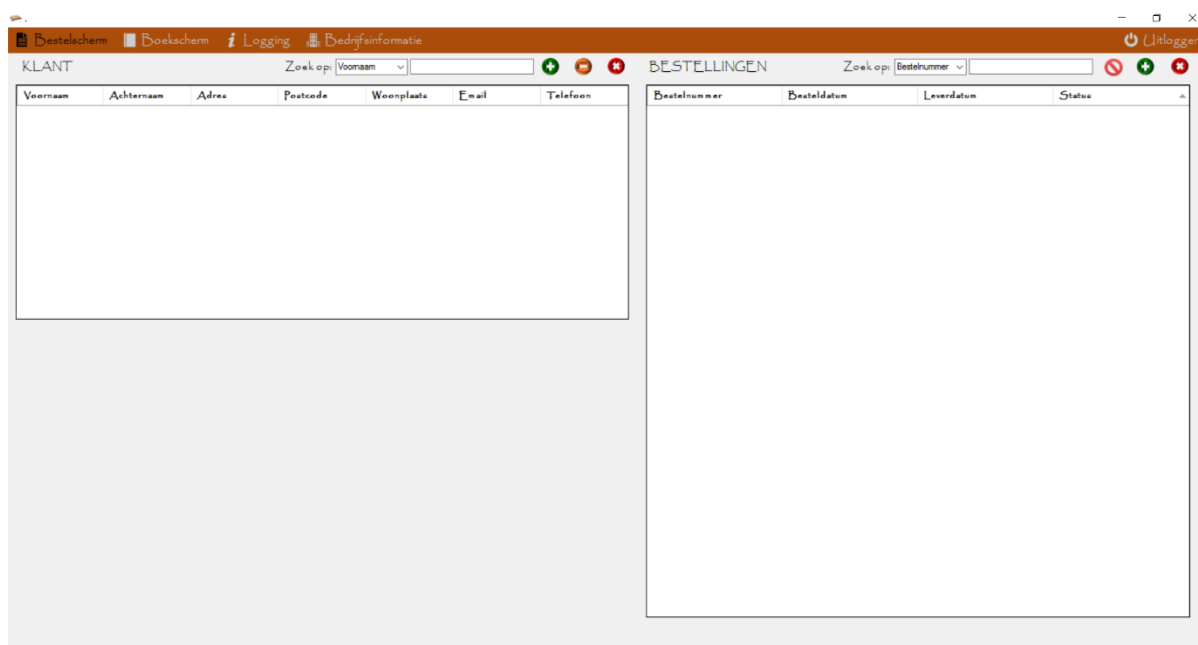 .
Bestelscherm Boekscherm Logging Bedrijfsinformatie Uitloggen
KLANT Zoek op: Voornaam BESTELLINGEN Zoek op: Bestelnummer
Voornaam Achternaam Adres Postcode Woonplaats Email Telefoon Bestelnummer Besteldatum Leverdatum Status